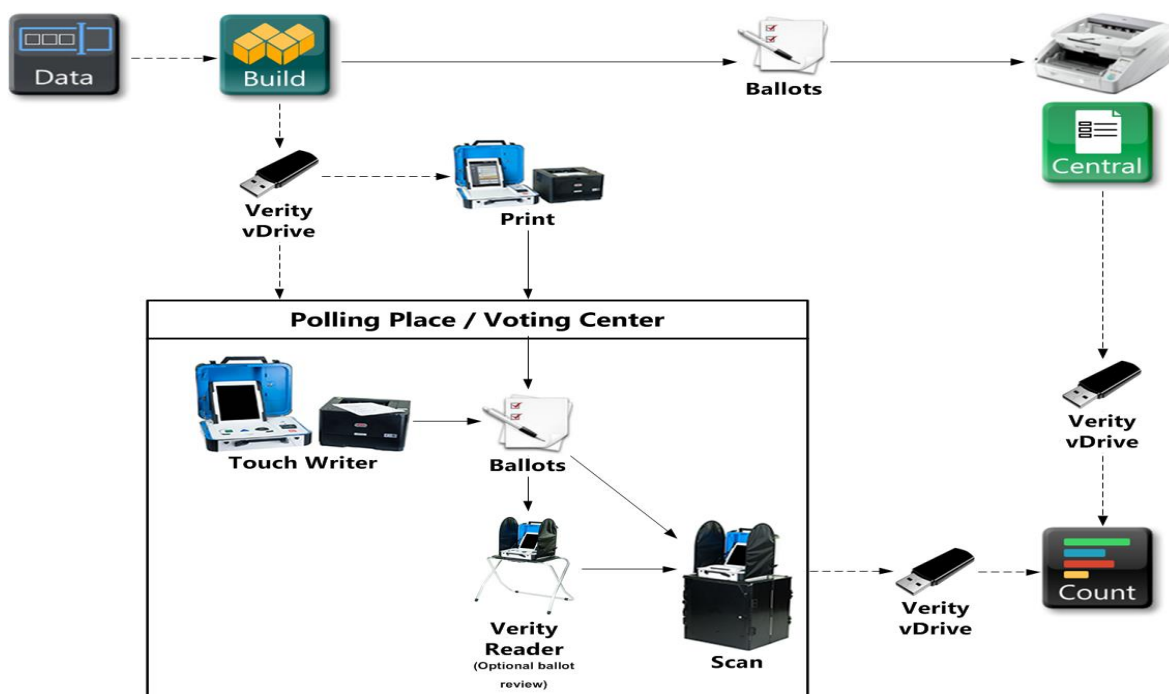 Data
Build
Ballots
Central
Verity
vDrive
Print
Polling Place / Voting Center
Touch Writer
Ballots
Verity
Reader
(Optional ballot
review)
Scan
Verity
vDrive
Verity
vDrive
Count